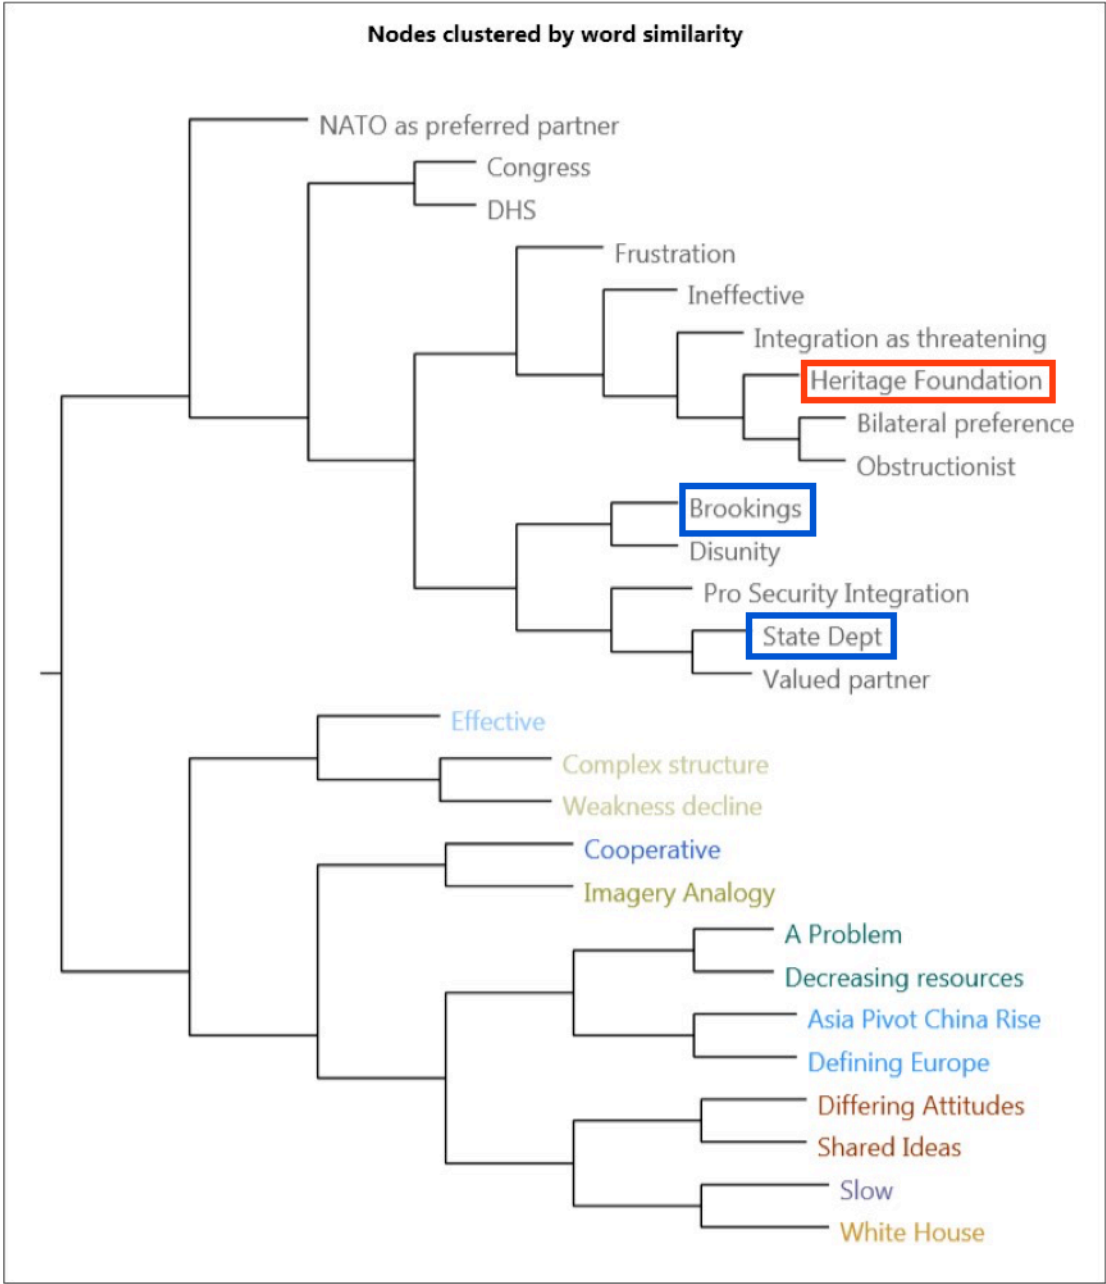 Nodes clustered by word similarity
NATO as preferred partner
Congress
DHS
Frustration
Ineffective
Integration as threatening
Heritage Foundation
Bilateral preference
Obstructionist
Brookings
Disunity
Pro Security Integration
State Dept
Valued partner
Effective
Complex structure
Weakness decline
Cooperative
Imagery Analogy
A Problem
Decreasing resources
Asia Pivot China Rise
Defining Europe
Differing Attitudes
Shared Ideas
Slow
White House